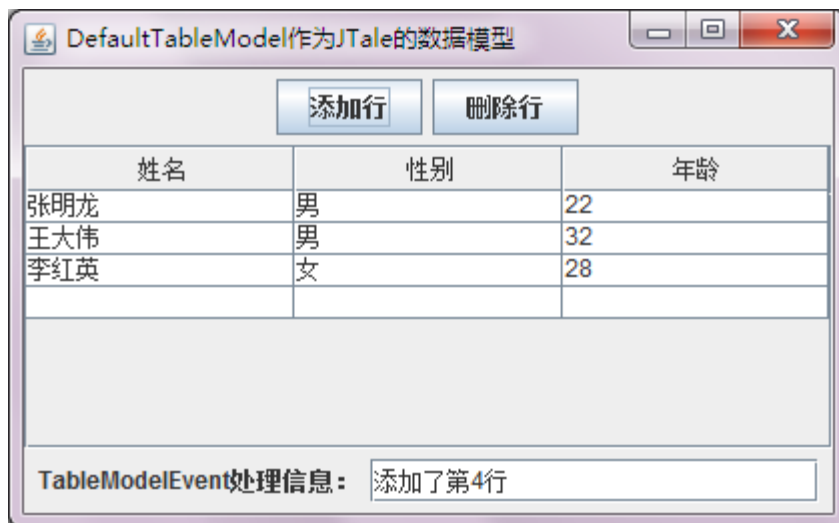 DefaultTableModel作为JTale的数据模型
添加行 删除行
姓名 性别 年龄
张明龙 男 22
王大伟 男 32
李红英 女 28
TableModelEvent处理信息： 添加了第4行